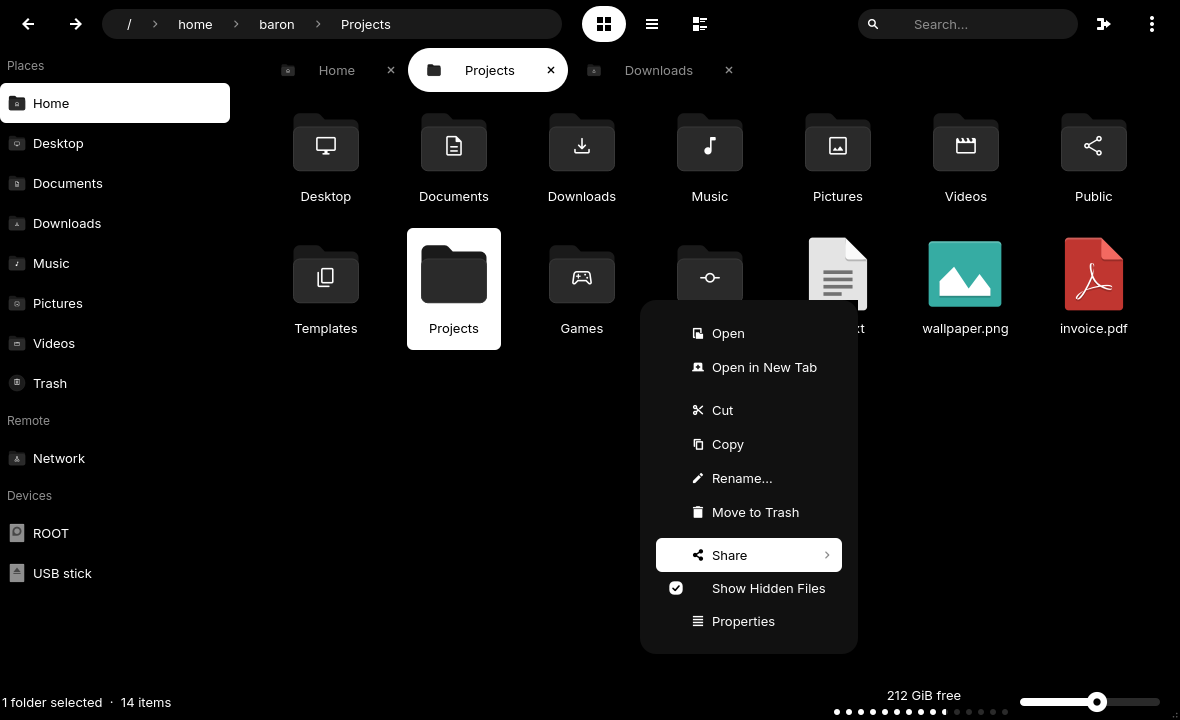 / home baron Projects Search...
Places
Home
Desktop
Documents
Downloads
Music
Pictures
Videos
Trash
Remote
Network
Devices
ROOT
USB stick
Home Projects Downloads
Desktop Documents Downloads Music Pictures Videos Public
Templates Projects Games wallpaper.png invoice.pdf
Open
Open in New Tab
Cut
Copy
Rename...
Move to Trash
Share
Show Hidden Files
Properties
1 folder selected · 14 items
212 GiB free